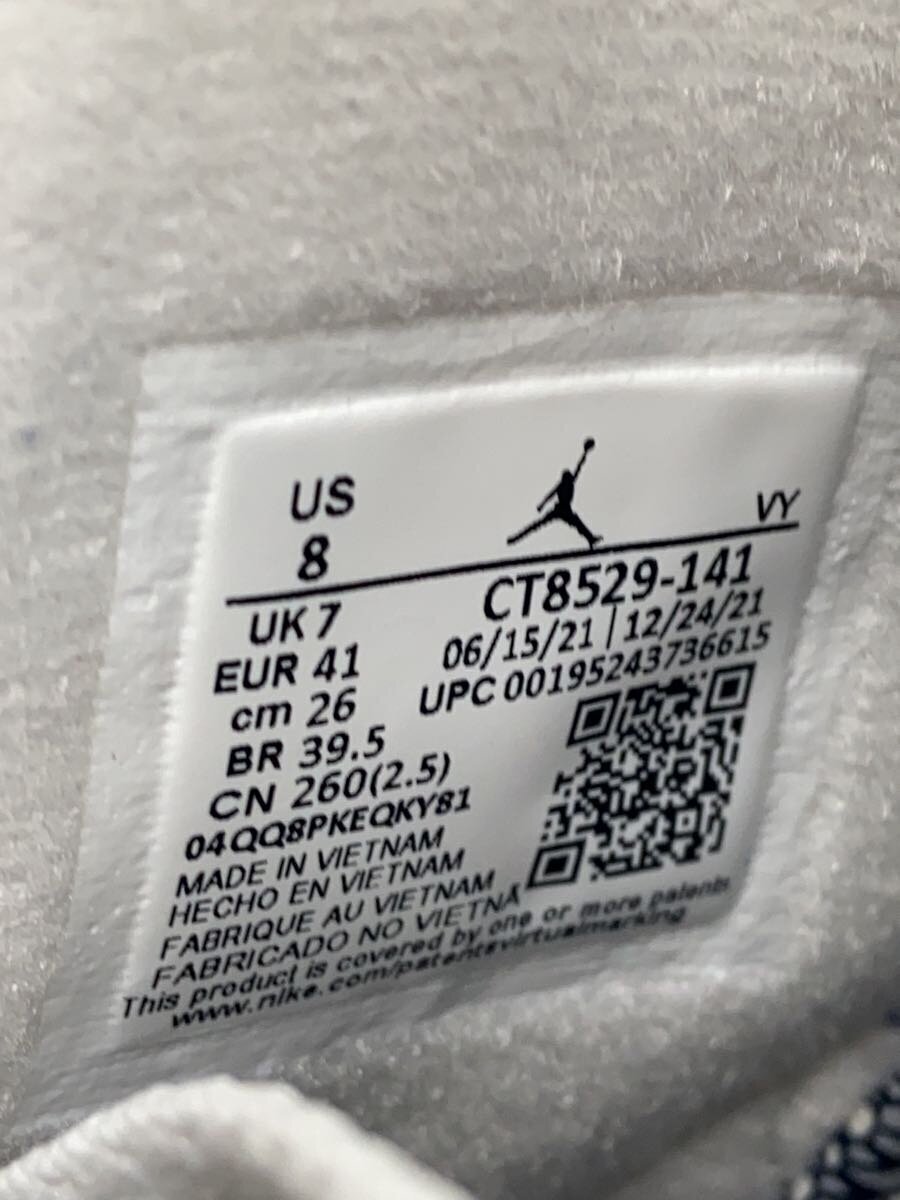 US
8
VY
UK 7
CT8529-141
EUR 41
06/15/21 | 12/24/21
cm 26
UPC 00195243736615
BR 39.5
CN 260(2.5)
04QQ8PKEQKY81
MADE IN VIETNAM
HECHO EN VIETNAM
FABRIQUE AU VIETNAM
FABRICADO NO VIETNÃ
This product is covered by one or more patents
www.nike.com/patentsvirtualmarking